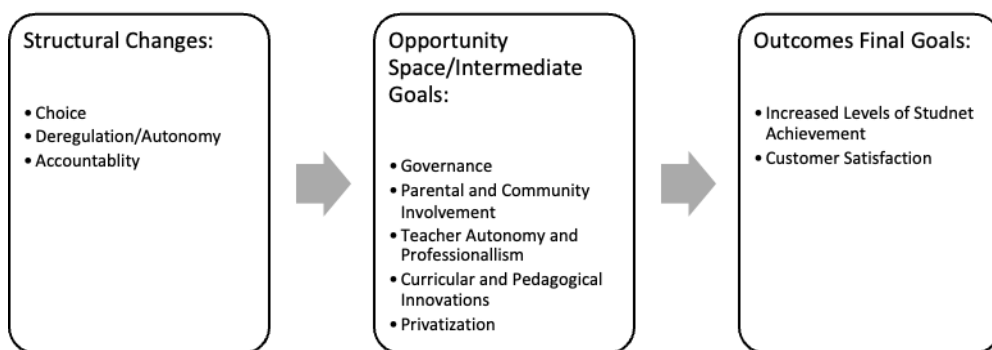 Structural Changes:
• Choice
• Deregulation/Autonomy
• Accountablity
Opportunity
Space/Intermediate
Goals:
• Governance
• Parental and Community
Involvement
• Teacher Autonomy and
Professionallism
• Curricular and Pedagogical
Innovations
• Privatization
Outcomes Final Goals:
• Increased Levels of Studnet
Achievement
• Customer Satisfaction